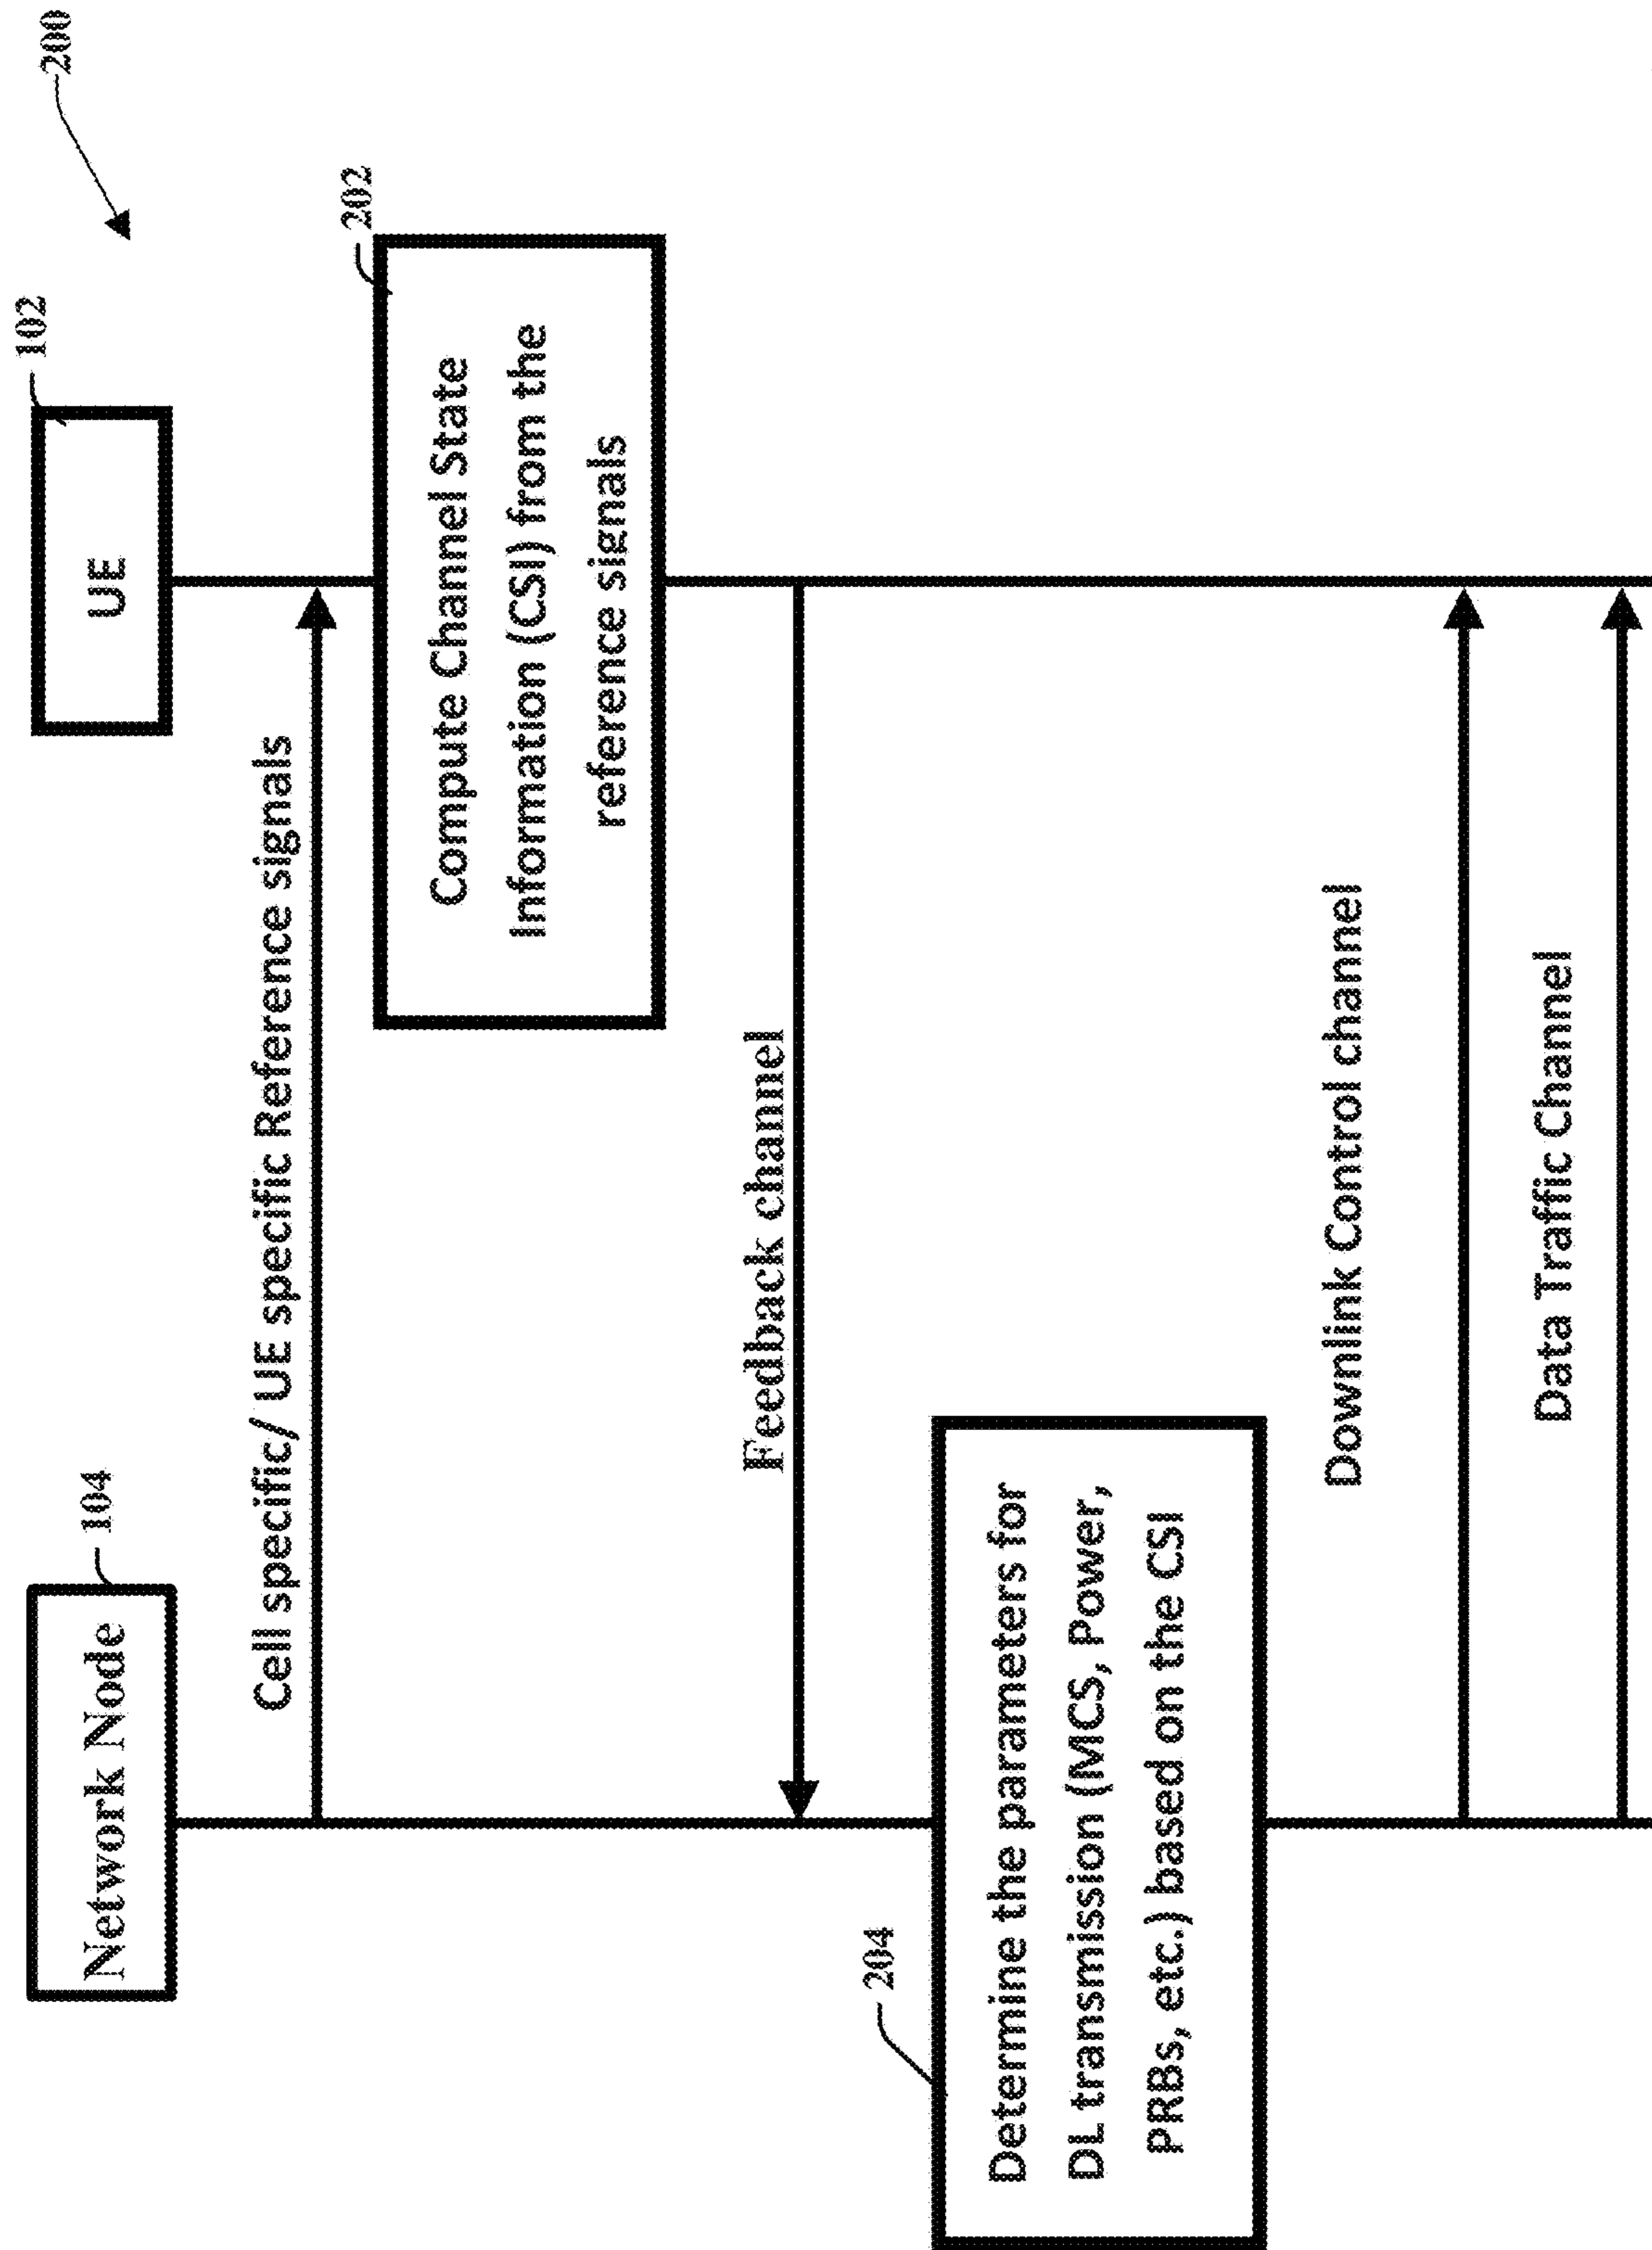 200
104
102
Network Node
UE
Cell specific/ UE specific Reference signals
202
Compute Channel State
Information (CSI) from the
reference signals
Feedback channel
204
Determine the parameters for
DL transmission (MCS, Power,
PRBs, etc.) based on the CSI
Downlink Control channel
Data Traffic Channel